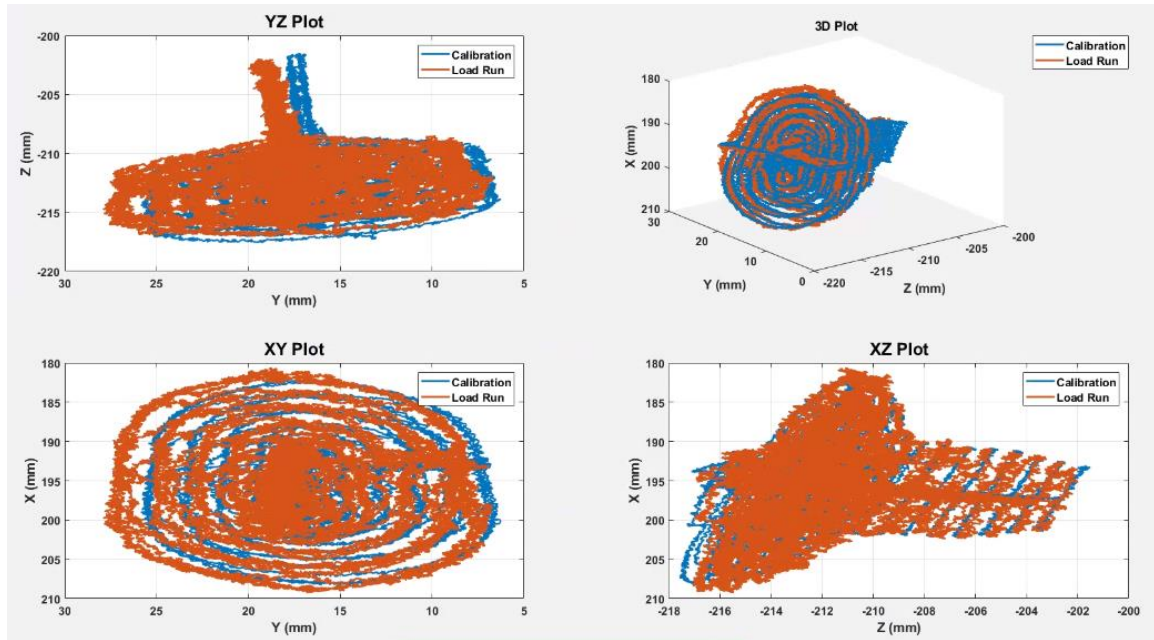 YZ Plot
-200
-205
-210
-215
-220
Z (mm)
30
25
20
15
10
5
Y (mm)
Calibration
Load Run
3D Plot
180
190
200
210
X (mm)
30
20
10
0
Y (mm)
-220
-215
-210
-205
-200
Z (mm)
Calibration
Load Run
XY Plot
180
185
190
195
200
205
210
X (mm)
30
25
20
15
10
5
Y (mm)
Calibration
Load Run
XZ Plot
180
185
190
195
200
205
210
X (mm)
-218
-216
-214
-212
-210
-208
-206
-204
-202
-200
Z (mm)
Calibration
Load Run